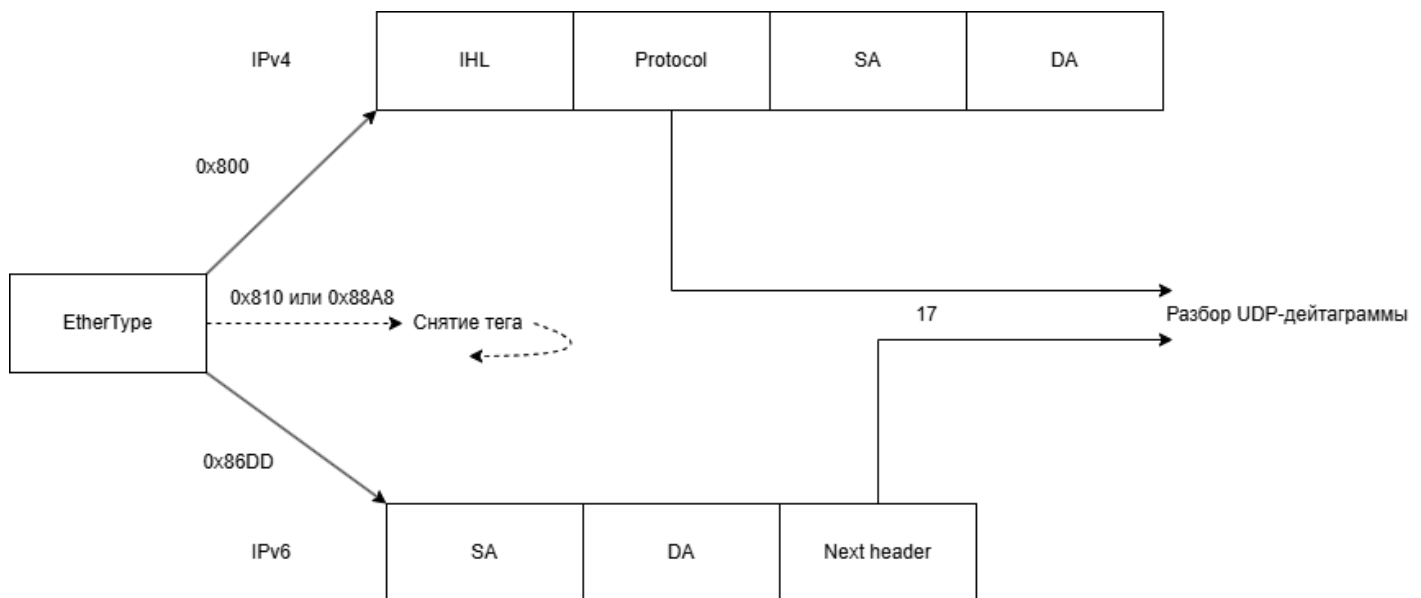 IPv4
IHL
Protocol
SA
DA
0x800
EtherType
0x810 или 0x88A8
Снятие тега
17
Разбор UDP-дейтаграммы
0x86DD
IPv6
SA
DA
Next header